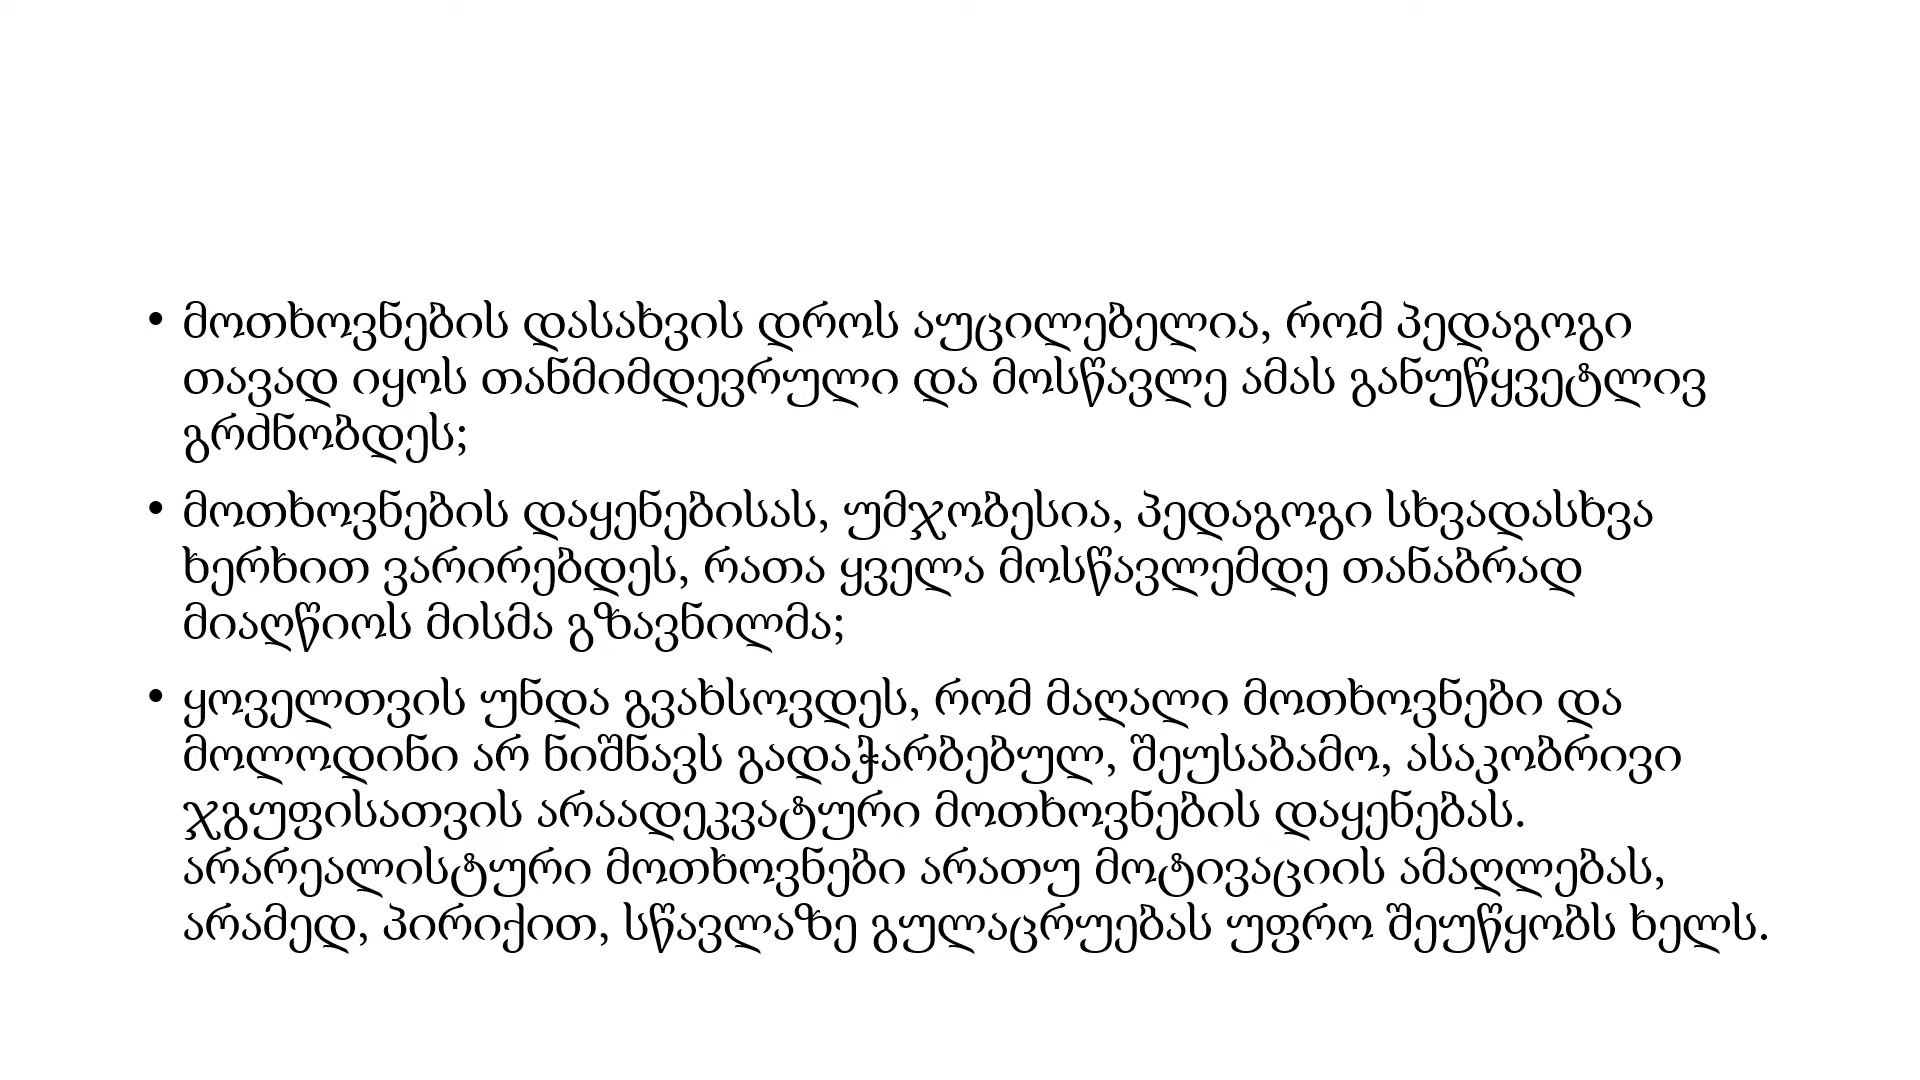 • მოთხოვნების დასახვის დროს აუცილებელია, რომ პედაგოგი
თავად იყოს თანმიმდევრული და მოსწავლე ამას განუწყვეტლივ
გრძნობდეს;
• მოთხოვნების დაყენებისას, უმჯობესია, პედაგოგი სხვადასხვა
ხერხით ვარირებდეს, რათა ყველა მოსწავლემდე თანაბრად
მიაღწიოს მისმა გზავნილმა;
• ყოველთვის უნდა გვახსოვდეს, რომ მაღალი მოთხოვნები და
მოლოდინი არ ნიშნავს გადაჭარბებულ, შეუსაბამო, ასაკობრივი
ჯგუფისათვის არაადეკვატური მოთხოვნების დაყენებას.
არარეალისტური მოთხოვნები არათუ მოტივაციის ამაღლებას,
არამედ, პირიქით, სწავლაზე გულაცრუებას უფრო შეუწყობს ხელს.